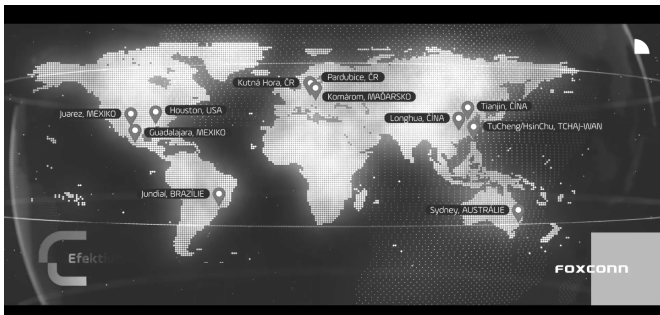 Pardubice, ČR
Kutná Hora, ČR
Komárom, MAĎARSKO
Tianjin, ČÍNA
Houston, USA
Juarez, MEXIKO
Longhua, ČÍNA
TuCheng/HsinChu, TCHAJ-WAN
Guadalajara, MEXIKO
Jundiai, BRAZÍLIE
Sydney, AUSTRÁLIE
FOXCONN